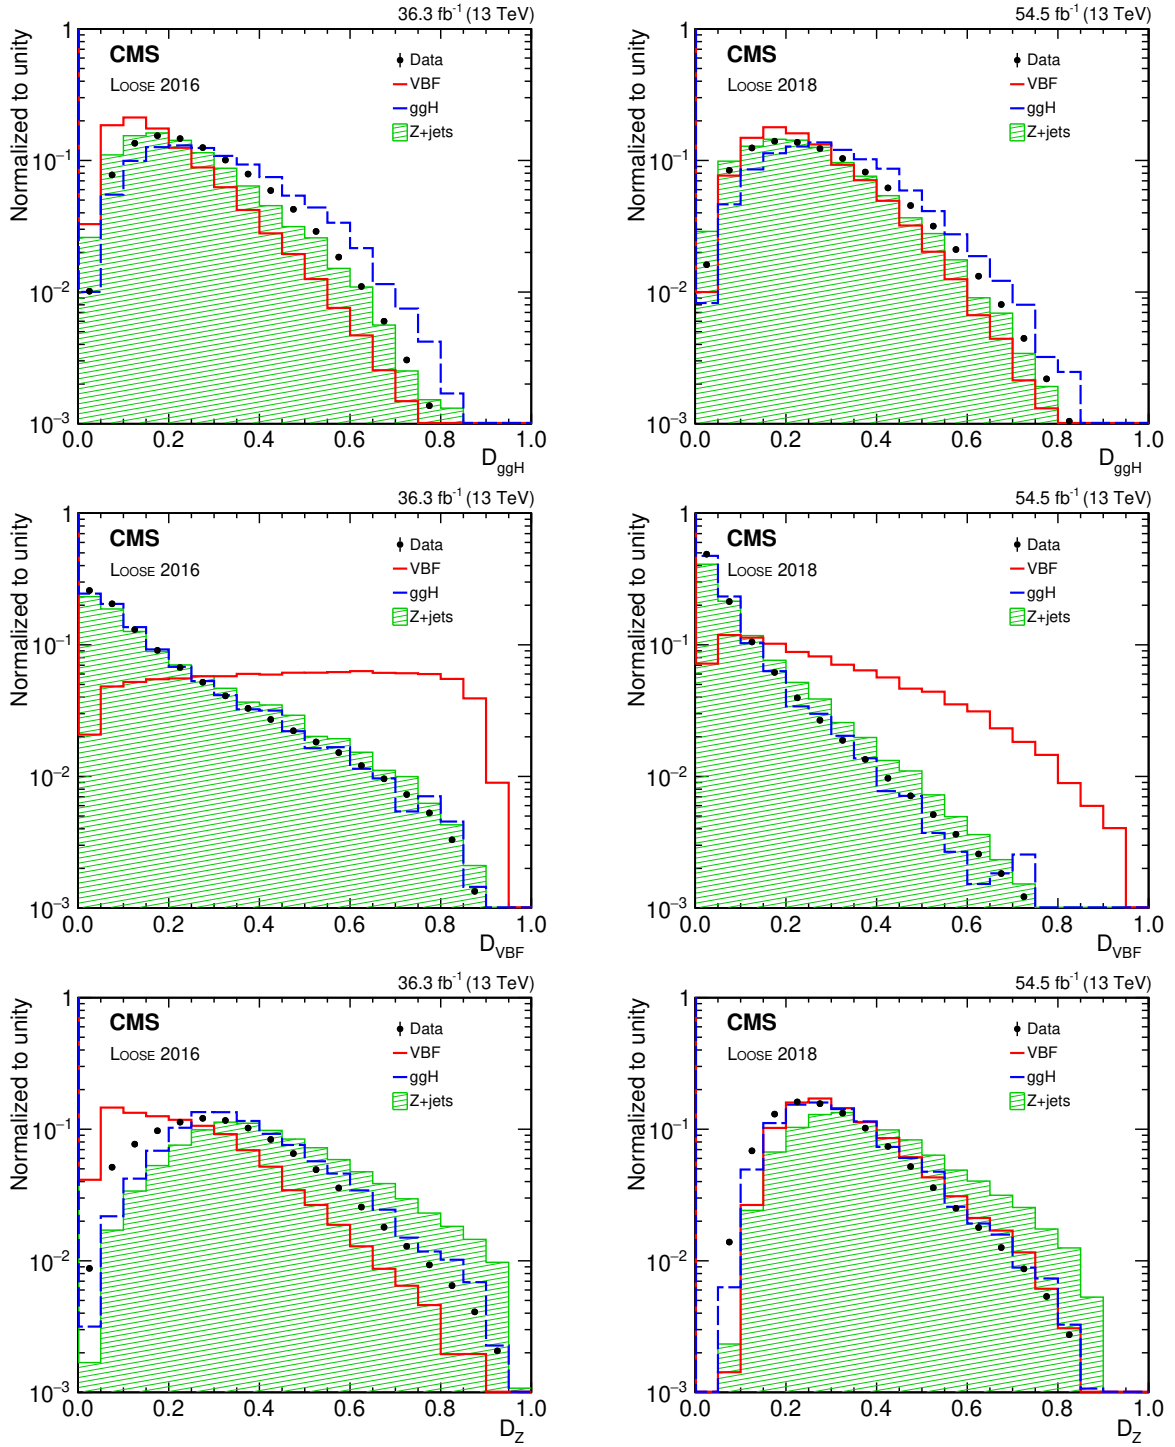 36.3 fb⁻¹ (13 TeV)
Normalized to unity
1
10⁻¹
10⁻²
10⁻³
CMS
LOOSE 2016
Data
VBF
ggH
Z+jets
0.0 0.2 0.4 0.6 0.8 1.0
D_ggH
54.5 fb⁻¹ (13 TeV)
Normalized to unity
1
10⁻¹
10⁻²
10⁻³
CMS
LOOSE 2018
Data
VBF
ggH
Z+jets
0.0 0.2 0.4 0.6 0.8 1.0
D_ggH
36.3 fb⁻¹ (13 TeV)
Normalized to unity
1
10⁻¹
10⁻²
10⁻³
CMS
LOOSE 2016
Data
VBF
ggH
Z+jets
0.0 0.2 0.4 0.6 0.8 1.0
D_VBF
54.5 fb⁻¹ (13 TeV)
Normalized to unity
1
10⁻¹
10⁻²
10⁻³
CMS
LOOSE 2018
Data
VBF
ggH
Z+jets
0.0 0.2 0.4 0.6 0.8 1.0
D_VBF
36.3 fb⁻¹ (13 TeV)
Normalized to unity
1
10⁻¹
10⁻²
10⁻³
CMS
LOOSE 2016
Data
VBF
ggH
Z+jets
0.0 0.2 0.4 0.6 0.8 1.0
D_Z
54.5 fb⁻¹ (13 TeV)
Normalized to unity
1
10⁻¹
10⁻²
10⁻³
CMS
LOOSE 2018
Data
VBF
ggH
Z+jets
0.0 0.2 0.4 0.6 0.8 1.0
D_Z